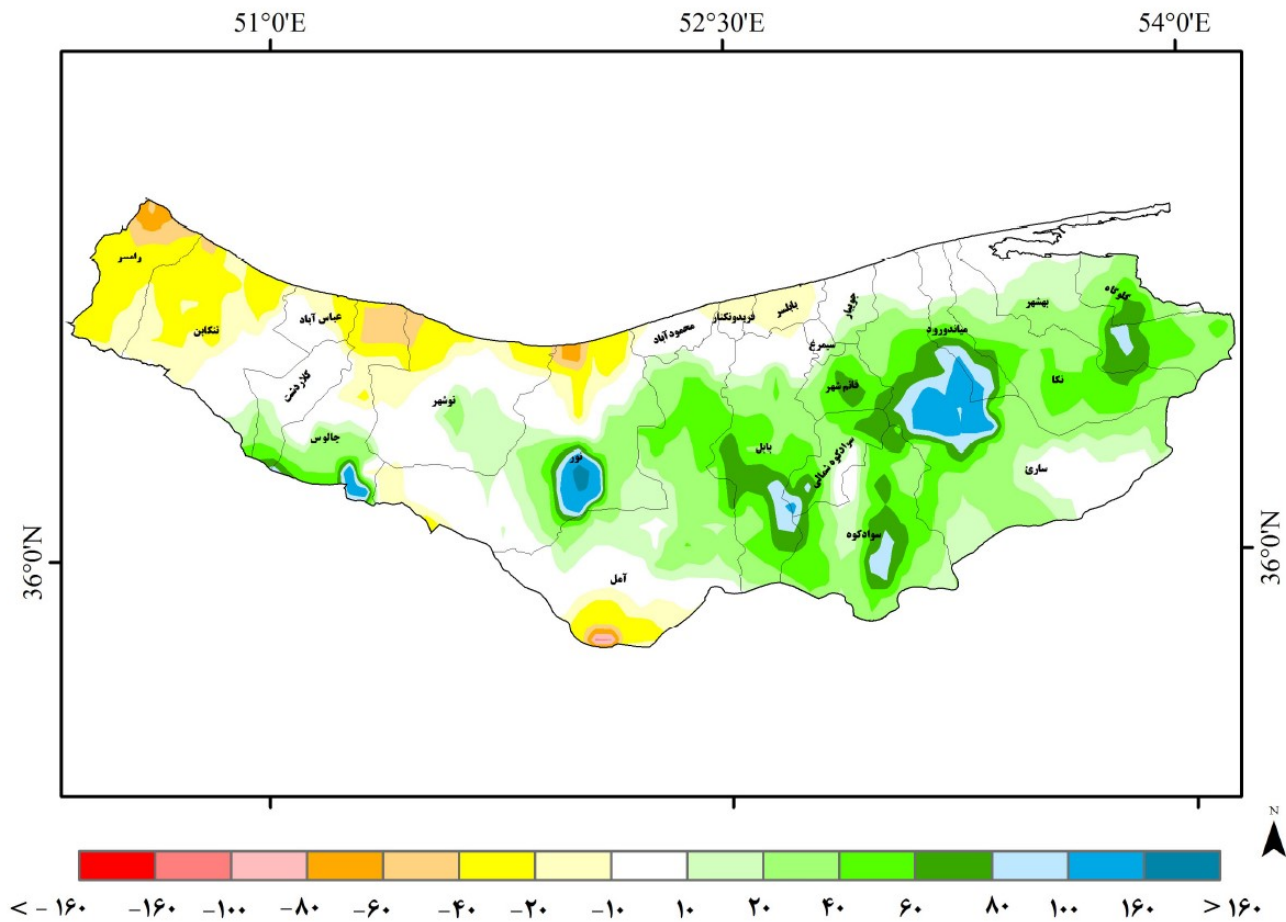 51°0'E 52°30'E 54°0'E
رامسر
تنکابن
عباس آباد
کلاردشت
چالوس
نوشهر
نور
محمودآباد
فریدونکنار
بابلسر
جویبار
سیمرغ
قائم شهر
میاندورود
بهشهر
گلوگاه
نکا
بابل
سوادکوه شمالی
ساری
سوادکوه
آمل
36°0'N 36°0'N
N
< -۱۶۰ -۱۶۰ -۱۰۰ -۸۰ -۶۰ -۴۰ -۲۰ -۱۰ ۱۰ ۲۰ ۴۰ ۶۰ ۸۰ ۱۰۰ ۱۶۰ > ۱۶۰